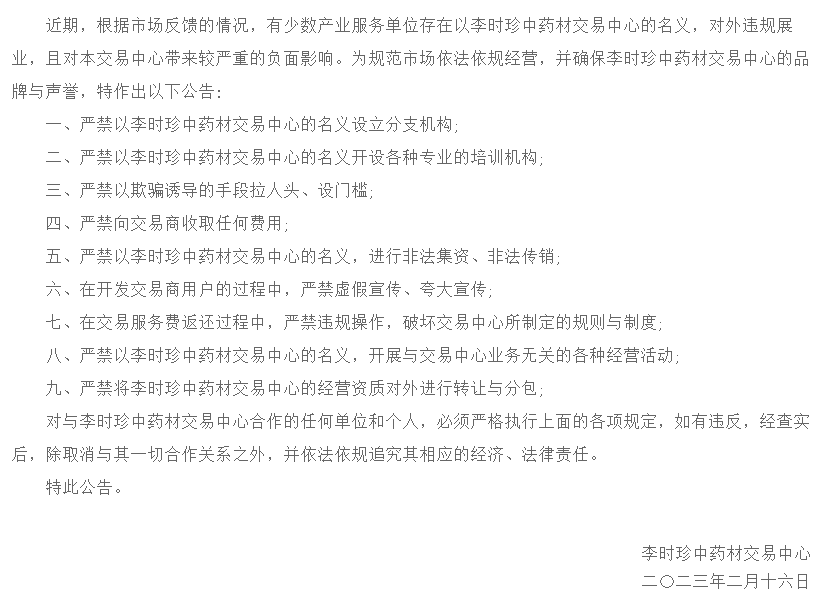 近期，根据市场反馈的情况，有少数产业服务单位存在以李时珍中药材交易中心的名义，对外违规展
业，且对本交易中心带来较严重的负面影响。为规范市场依法依规经营，并确保李时珍中药材交易中心的品
牌与声誉，特作出以下公告：
一、严禁以李时珍中药材交易中心的名义设立分支机构；
二、严禁以李时珍中药材交易中心的名义开设各种专业的培训机构；
三、严禁以欺骗诱导的手段拉人头、设门槛；
四、严禁向交易商收取任何费用；
五、严禁以李时珍中药材交易中心的名义，进行非法集资、非法传销；
六、在开发交易商用户的过程中，严禁虚假宣传、夸大宣传；
七、在交易服务费返还过程中，严禁违规操作，破坏交易中心所制定的规则与制度；
八、严禁以李时珍中药材交易中心的名义，开展与交易中心业务无关的各种经营活动；
九、严禁将李时珍中药材交易中心的经营资质对外进行转让与分包；
对与李时珍中药材交易中心合作的任何单位和个人，必须严格执行上面的各项规定，如有违反，经查实
后，除取消与其一切合作关系之外，并依法依规追究其相应的经济、法律责任。
特此公告。
李时珍中药材交易中心
二〇二三年二月十六日